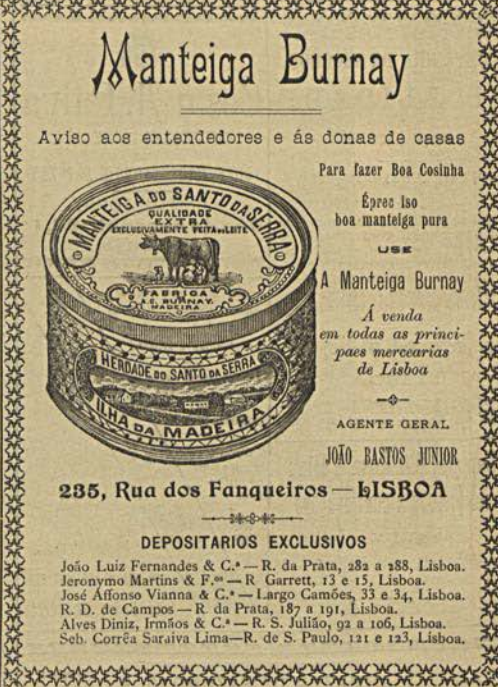 Manteiga Burnay
Aviso aos entendedores e ás donas de casas
MANTEIGA DO SANTO DA SERRA
QUALIDADE
EXTRA
EXCLUSIVAMENTE FEITA DE LEITE
FABRICA
A.C. BURNAY.
MADEIRA
HERDADE DO SANTO DA SERRA
ILHA DA MADEIRA
Para fazer Boa Cosinha
Éprec iso
boa manteiga pura
USE
A Manteiga Burnay
Á venda
em todas as princi-
paes mercearias
de Lisboa
AGENTE GERAL
JOÃO BASTOS JUNIOR
235, Rua dos Fanqueiros — LISBOA
DEPOSITARIOS EXCLUSIVOS
João Luiz Fernandes & C.ª — R. da Prata, 282 a 288, Lisboa.
Jeronymo Martins & F.ᵒˢ — R Garrett, 13 e 15, Lisboa.
José Affonso Vianna & C.ª — Largo Camões, 33 e 34, Lisboa.
R. D. de Campos — R. da Prata, 187 a 191, Lisboa.
Alves Diniz, Irmãos & C.ª — R. S. Julião, 92 a 106, Lisboa.
Seb. Corrêa Saraiva Lima — R. de S. Paulo, 121 e 123, Lisboa.